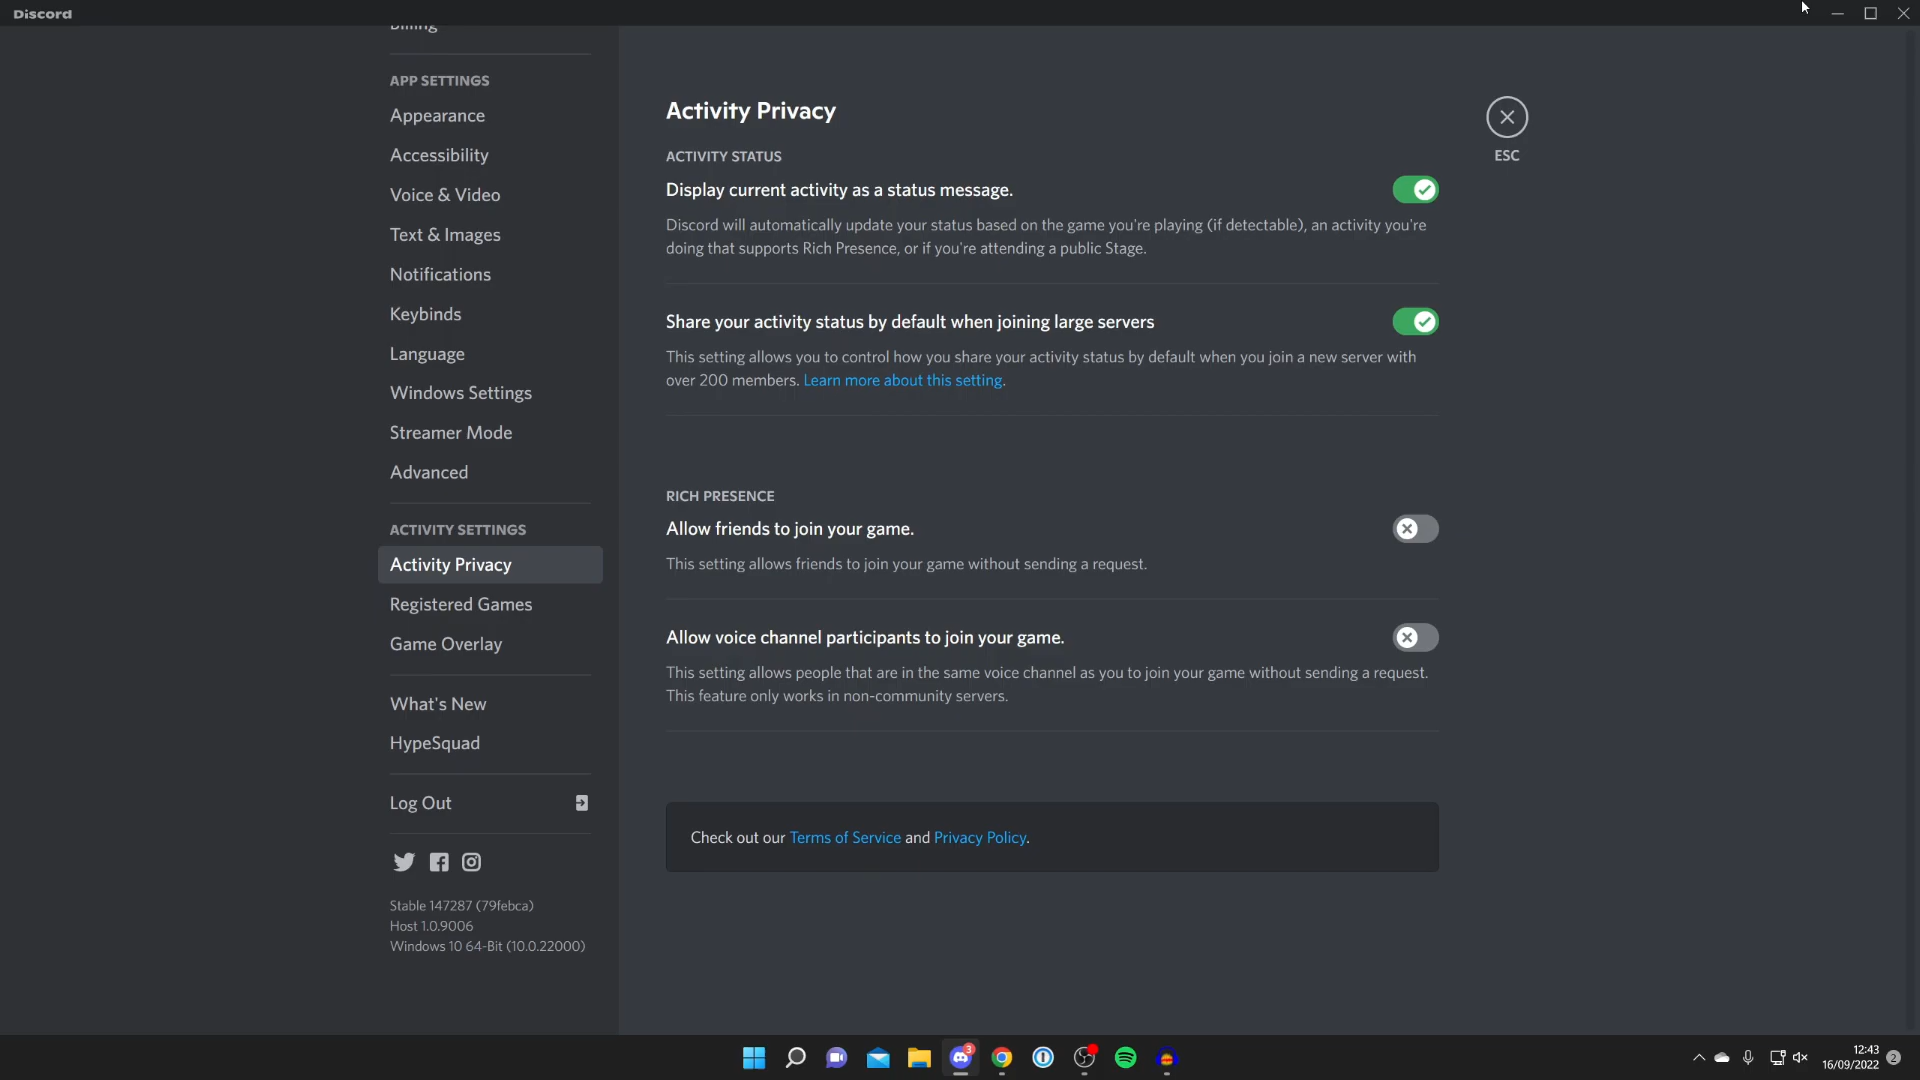 Discord
Billing
APP SETTINGS
Appearance
Accessibility
Voice & Video
Text & Images
Notifications
Keybinds
Language
Windows Settings
Streamer Mode
Advanced
ACTIVITY SETTINGS
Activity Privacy
Registered Games
Game Overlay
What's New
HypeSquad
Log Out
Stable 147287 (79febca)
Host 1.0.9006
Windows 10 64-Bit (10.0.22000)
Activity Privacy
ESC
ACTIVITY STATUS
Display current activity as a status message.
Discord will automatically update your status based on the game you're playing (if detectable), an activity you're
doing that supports Rich Presence, or if you're attending a public Stage.
Share your activity status by default when joining large servers
This setting allows you to control how you share your activity status by default when you join a new server with
over 200 members. Learn more about this setting.
RICH PRESENCE
Allow friends to join your game.
This setting allows friends to join your game without sending a request.
Allow voice channel participants to join your game.
This setting allows people that are in the same voice channel as you to join your game without sending a request.
This feature only works in non-community servers.
Check out our Terms of Service and Privacy Policy.
3
12:43
16/09/2022
2